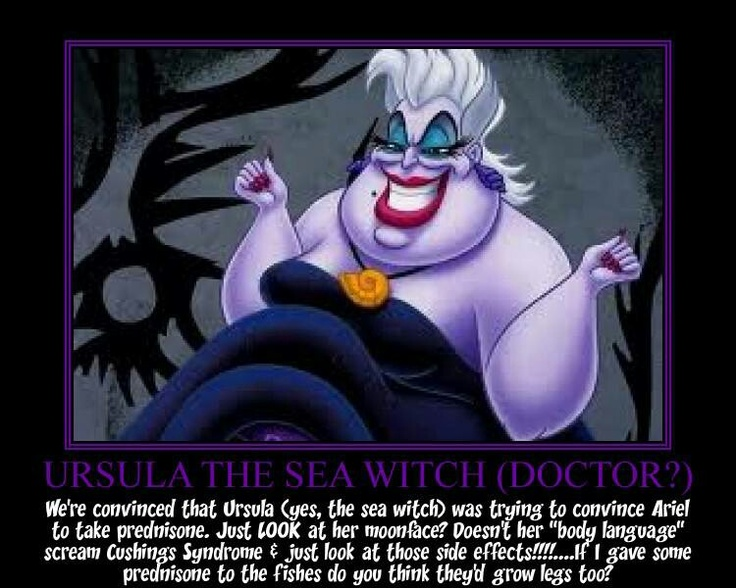 URSULA THE SEA WITCH (DOCTOR?)
We're convinced that Ursula (yes, the sea witch) was trying to convince Ariel
to take prednisone. Just LOOK at her moonface? Doesn't her "body language"
scream Cushings Syndrome & just look at those side effects!!!!....If I gave some
prednisone to the fishes do you think they'd grow legs too?